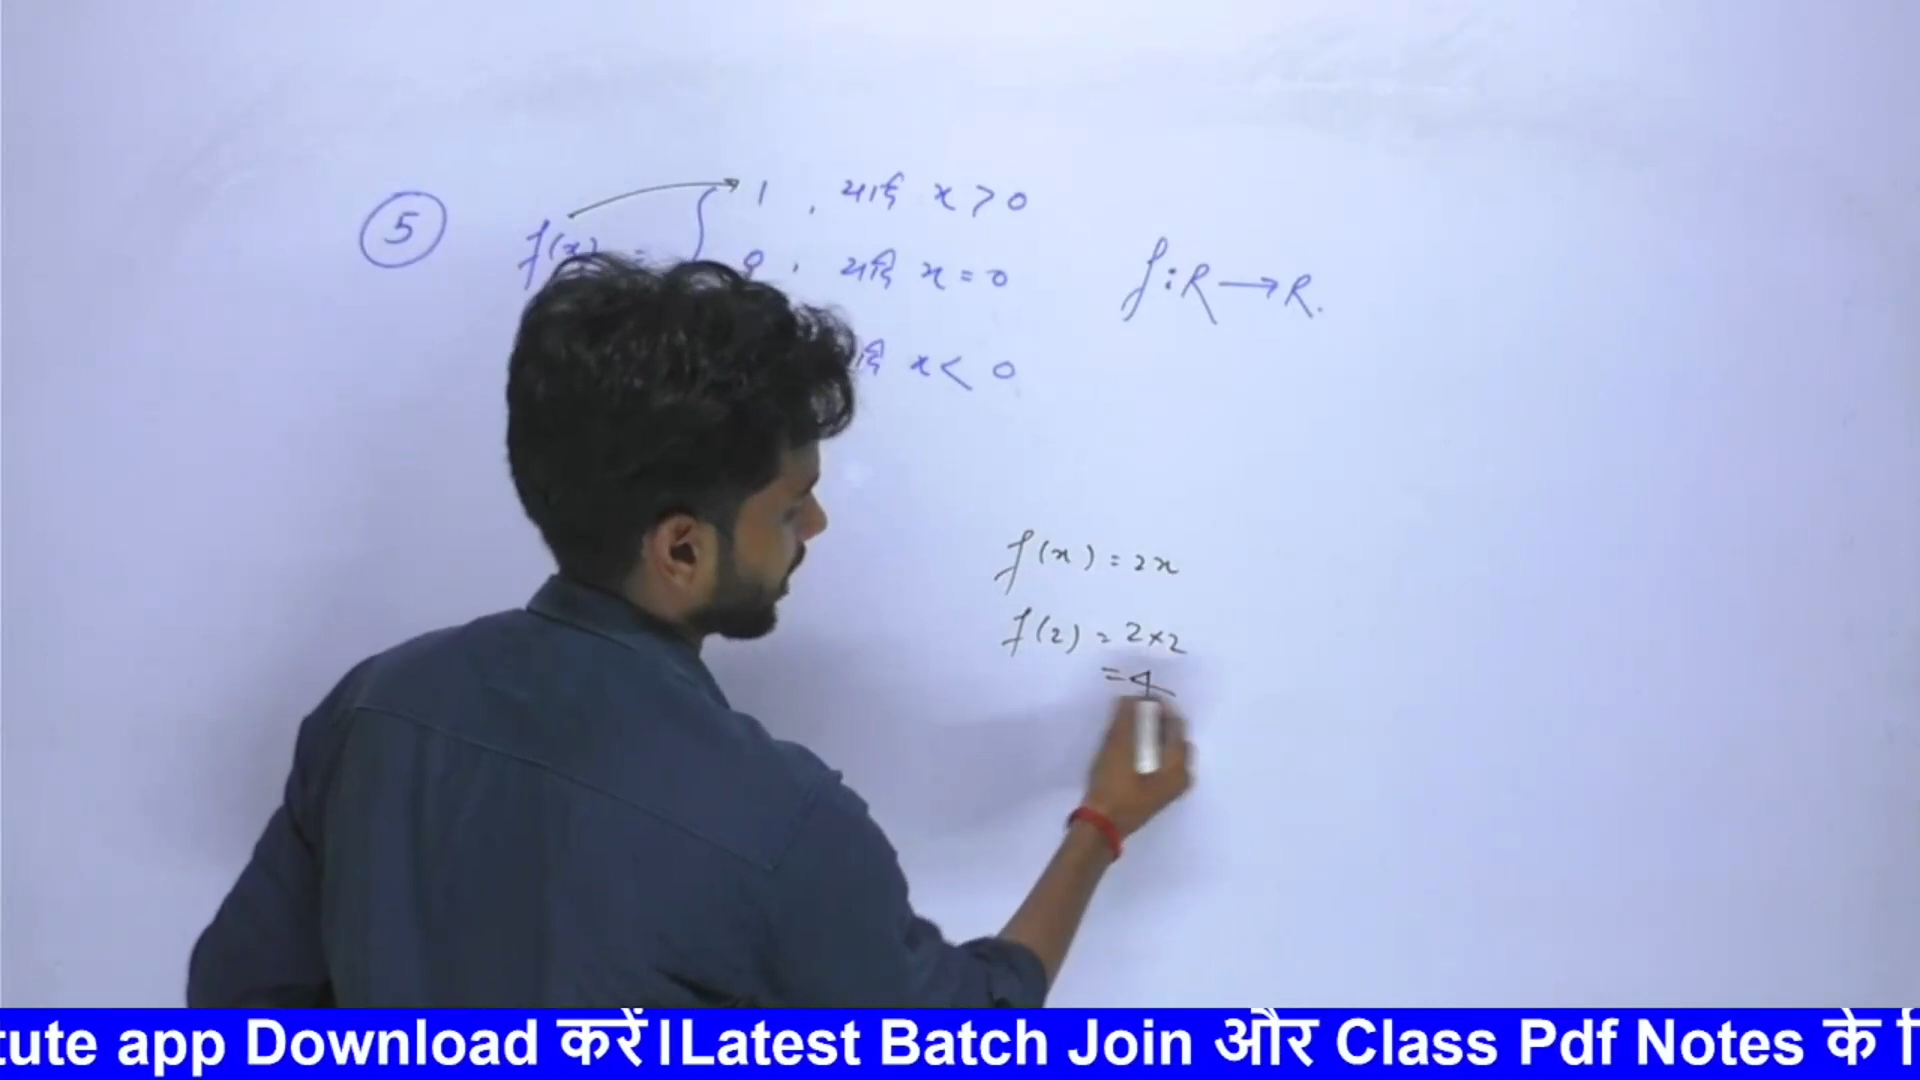 5 f(x) = { 1 , यदि x > 0
0 , यदि x = 0
f : R → R.
x < 0
f(x) = 2x
f(2) = 2×2
= 4
tute app Download करें।Latest Batch Join और Class Pdf Notes के